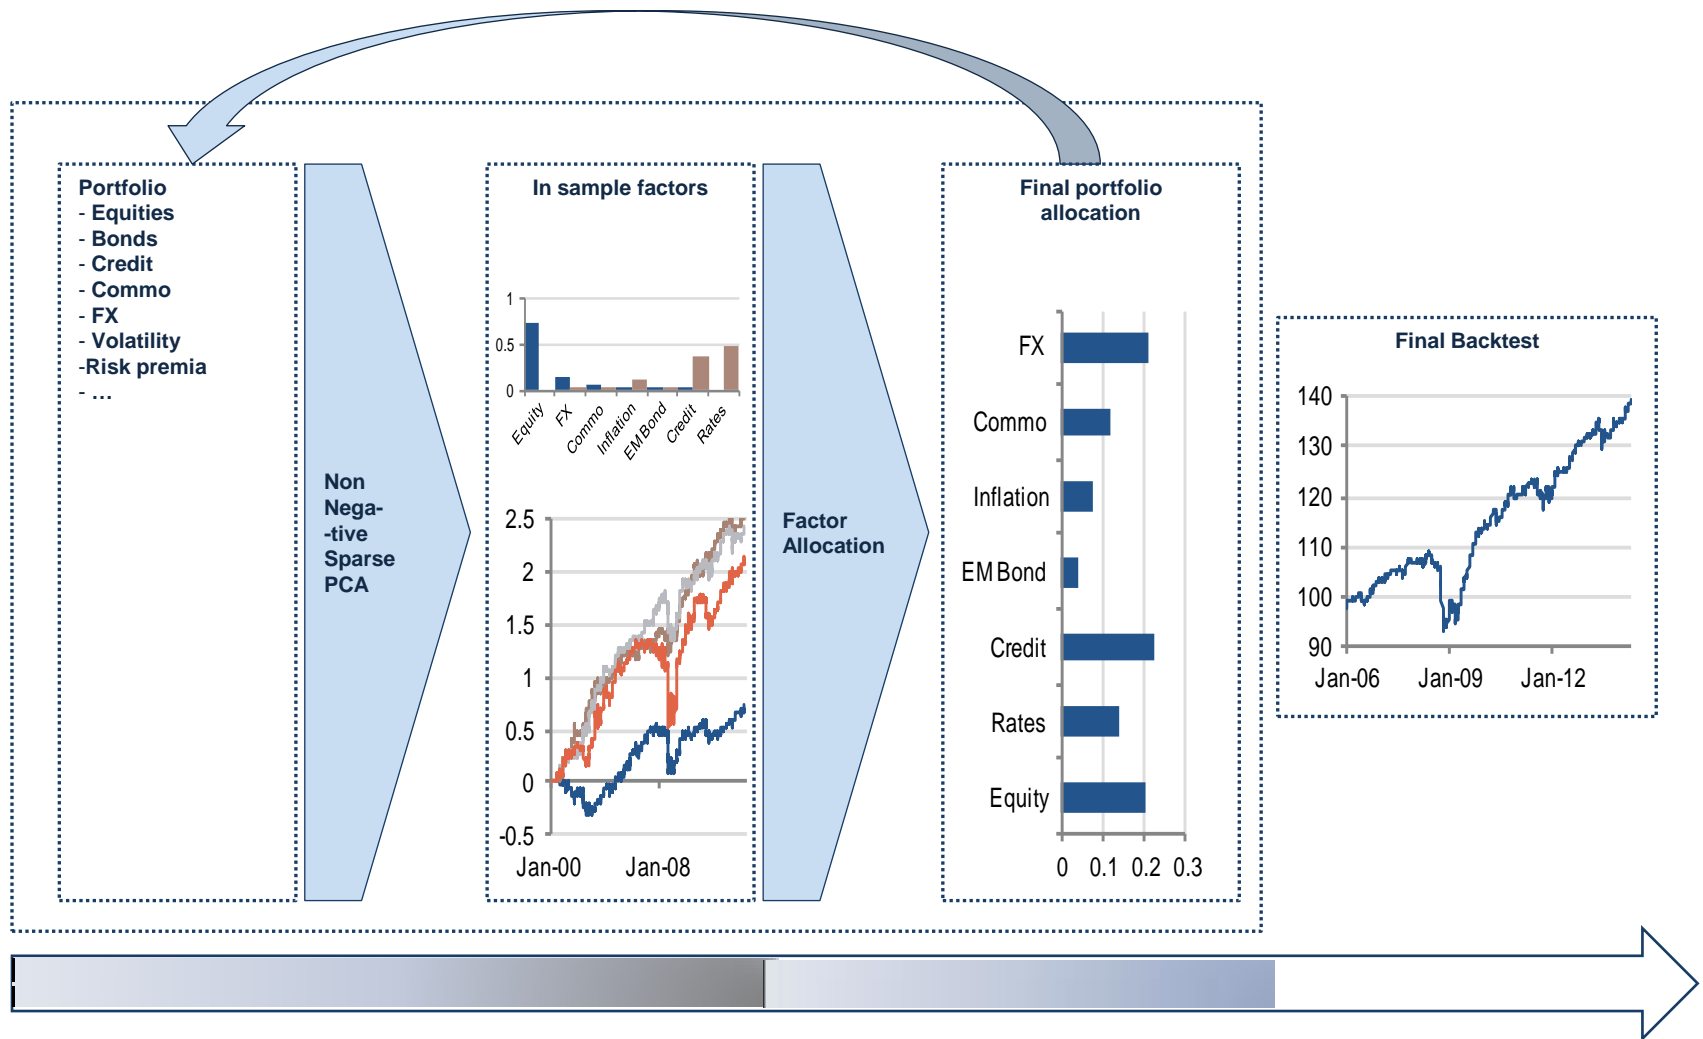 Portfolio
- Equities
- Bonds
- Credit
- Commo
- FX
- Volatility
-Risk premia
- ...
Non
Nega-
-tive
Sparse
PCA
In sample factors
1
0.5
0
Equity
FX
Commo
Inflation
EM Bond
Credit
Rates
2.5
2
1.5
1
0.5
0
-0.5
Jan-00
Jan-08
Factor
Allocation
Final portfolio
allocation
FX
Commo
Inflation
EM Bond
Credit
Rates
Equity
0 0.1 0.2 0.3
Final Backtest
140
130
120
110
100
90
Jan-06 Jan-09 Jan-12